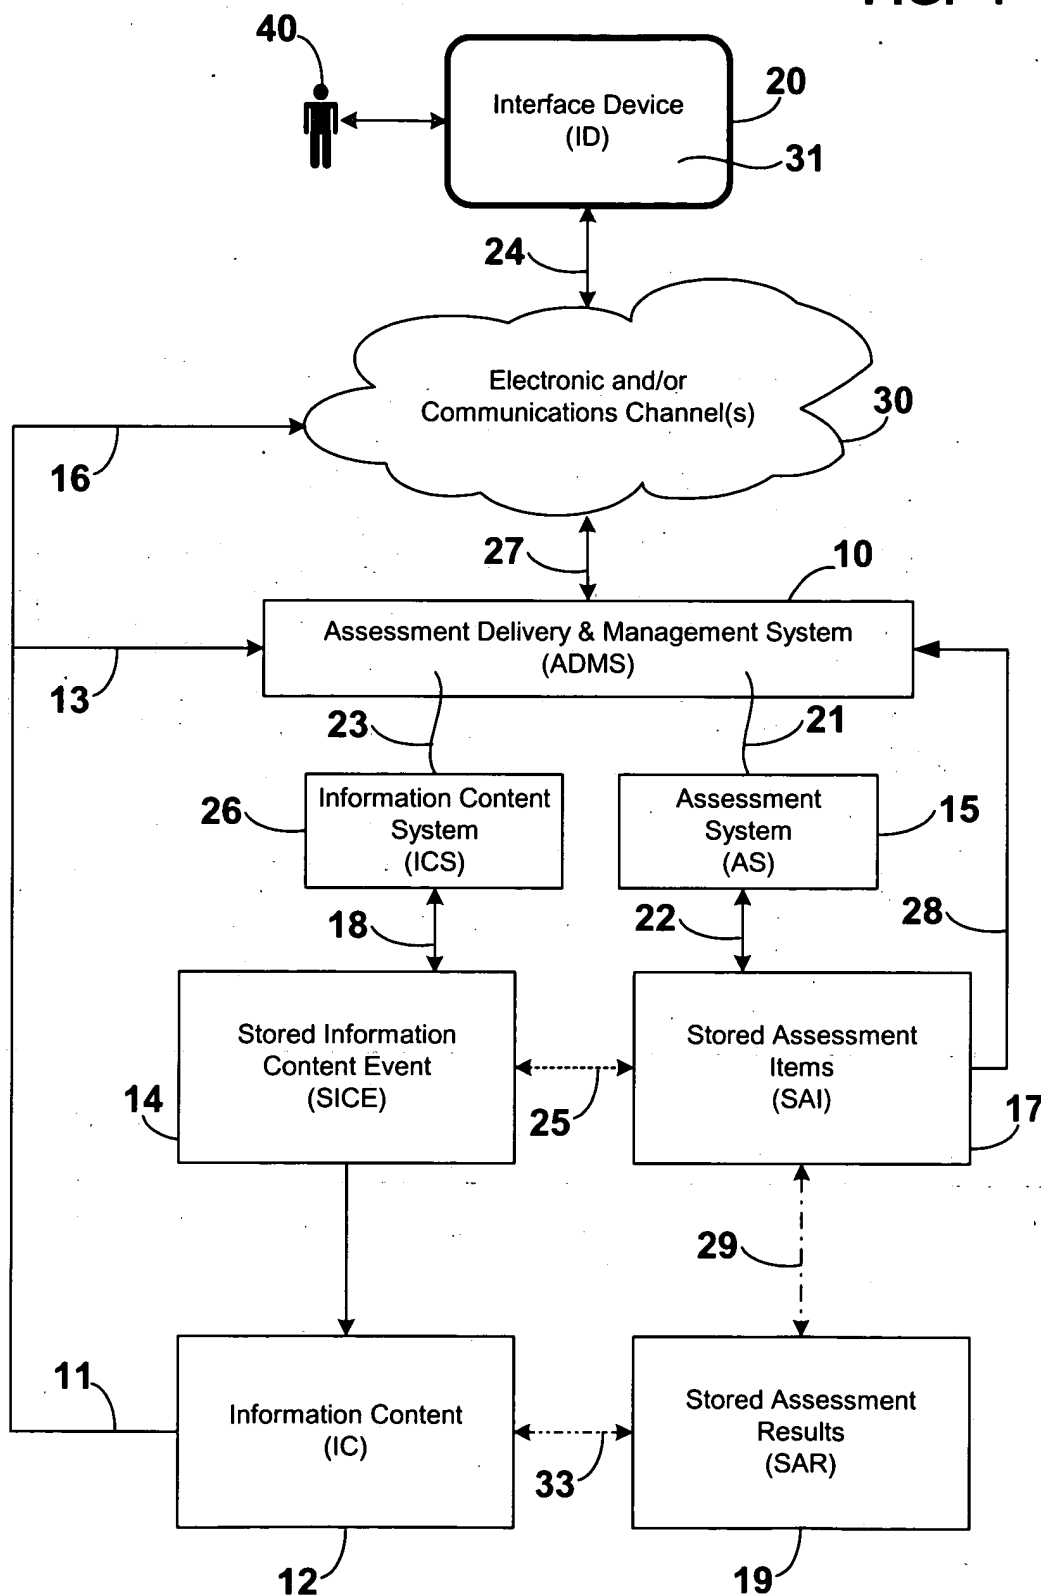 40
Interface Device
(ID)
20
31
24
Electronic and/or
Communications Channel(s)
30
16
27
10
Assessment Delivery & Management System
(ADMS)
13
23
21
Information Content
System
(ICS)
26
Assessment
System
(AS)
15
18
22
28
Stored Information
Content Event
(SICE)
14
25
Stored Assessment
Items
(SAI)
17
29
11
Information Content
(IC)
33
Stored Assessment
Results
(SAR)
12
19